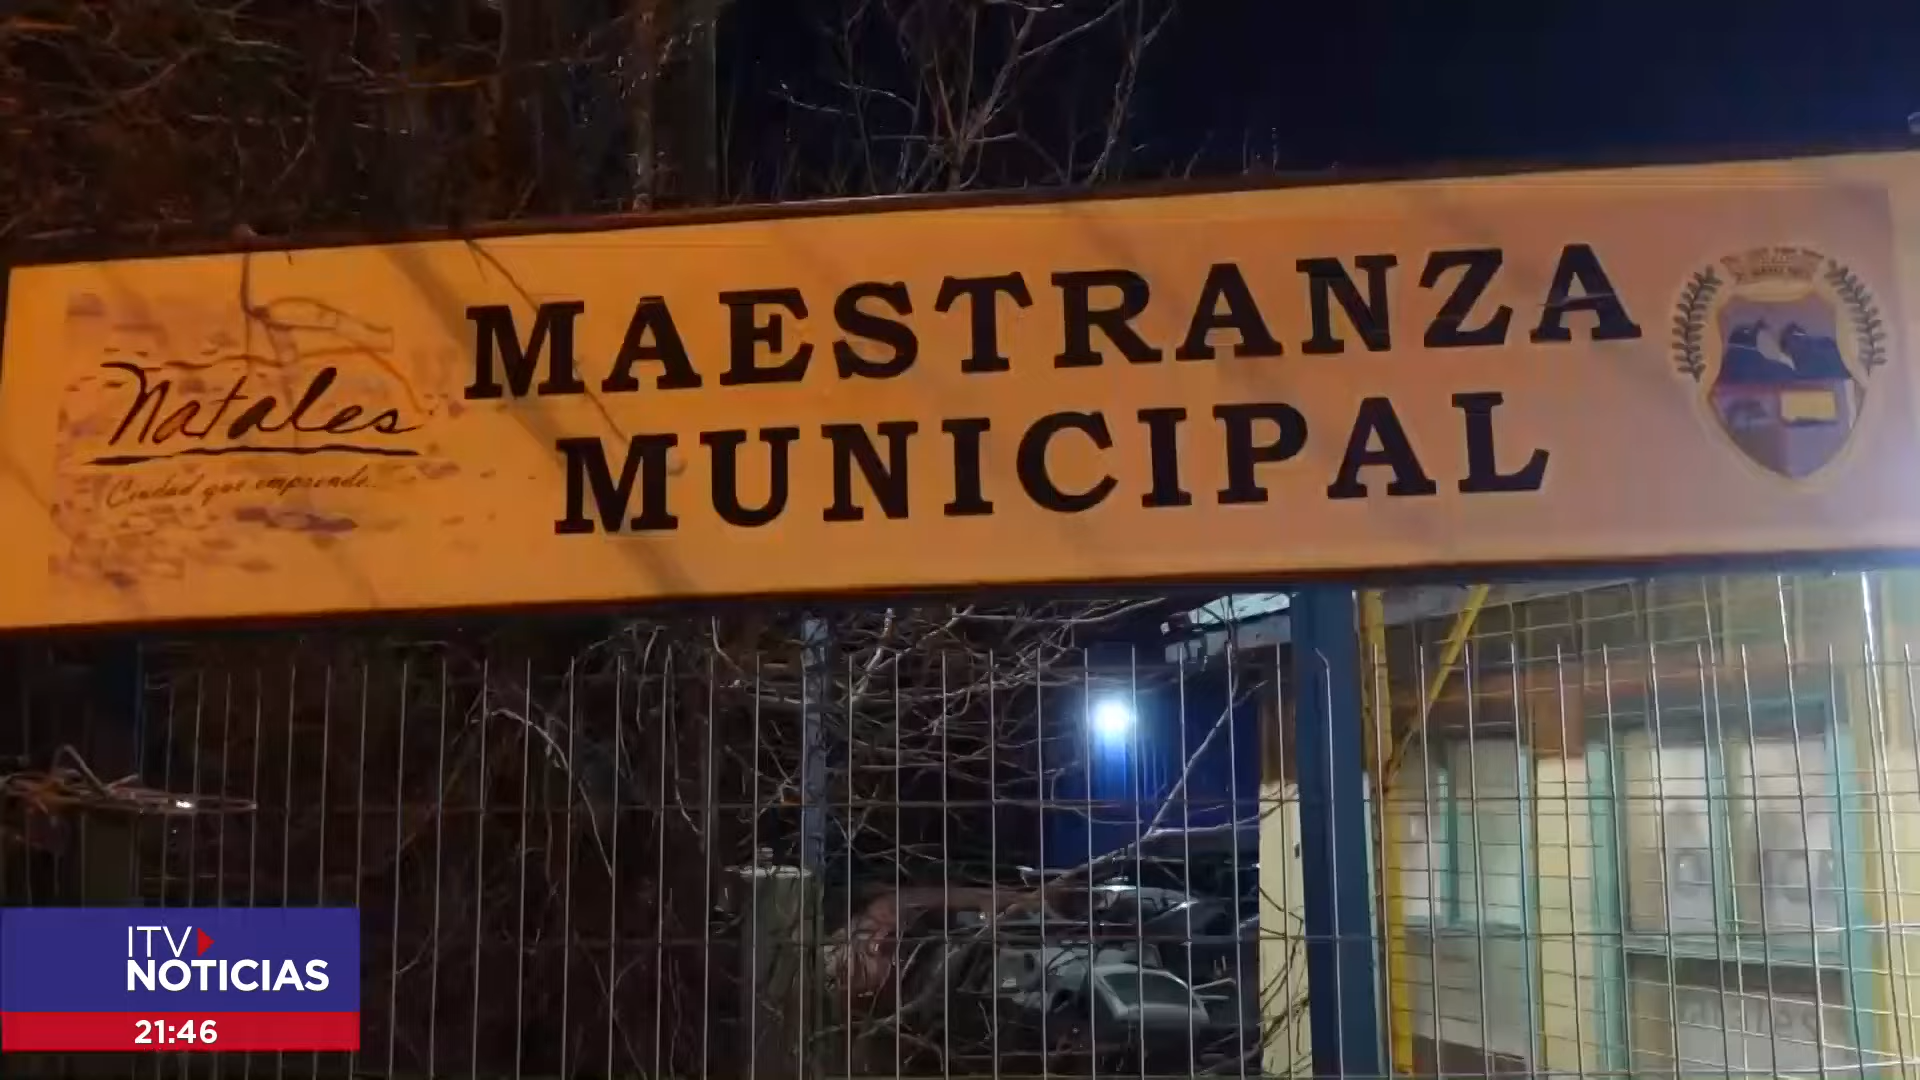 MAESTRANZA
MUNICIPAL
Natales
Ciudad que emprende..
ITV
NOTICIAS
21:46